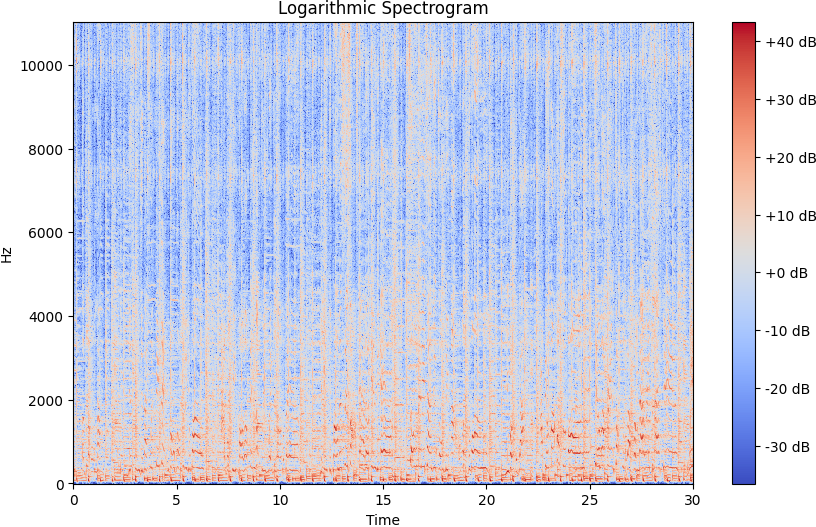 Logarithmic Spectrogram
10000
8000
6000
4000
2000
0
Hz
0 5 10 15 20 25 30
Time
+40 dB
+30 dB
+20 dB
+10 dB
+0 dB
-10 dB
-20 dB
-30 dB